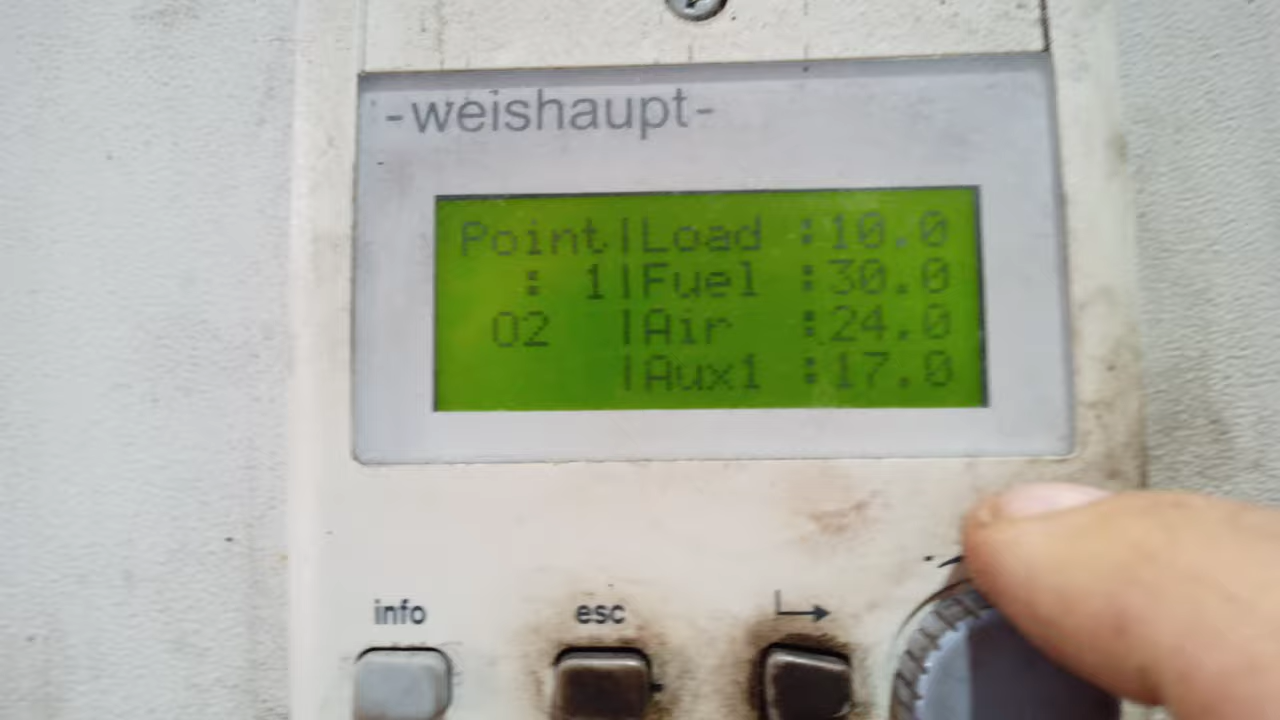 -weishaupt-
Point|Load :10.0
: 1|Fuel :30.0
O2 |Air :24.0
|Aux1 :17.0
info esc